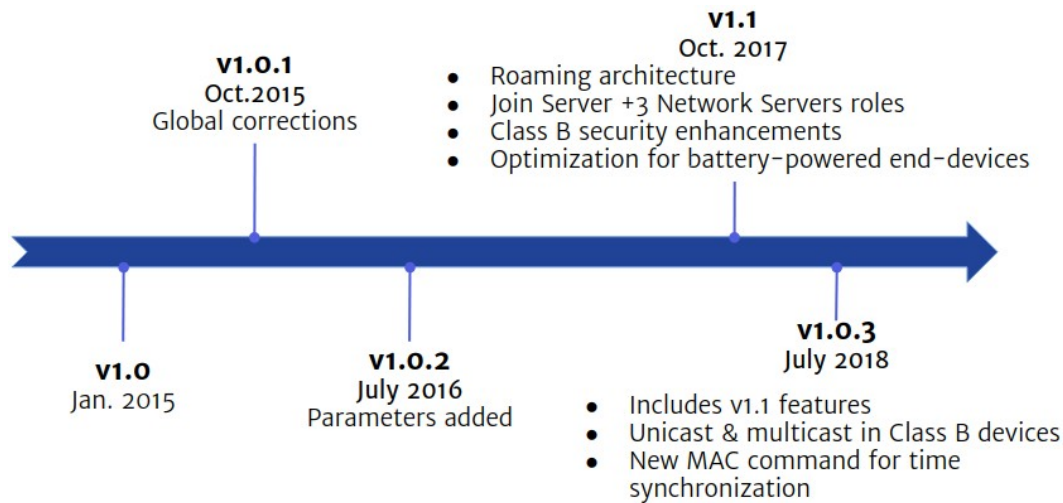 v1.0.1
Oct.2015
Global corrections
v1.1
Oct. 2017
● Roaming architecture
● Join Server +3 Network Servers roles
● Class B security enhancements
● Optimization for battery-powered end-devices
v1.0
Jan. 2015
v1.0.2
July 2016
Parameters added
v1.0.3
July 2018
● Includes v1.1 features
● Unicast & multicast in Class B devices
● New MAC command for time
synchronization